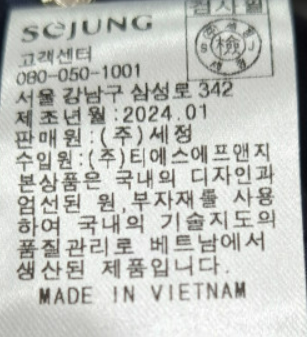 검사필
SEJUNG
고객센터
080-050-1001
서울 강남구 삼성로 342
제조년월:2024.01
판매원:(주)세정
수입원:(주)티에스에프앤지
본상품은 국내의 디자인과
엄선된 원,부자재를 사용
하여 국내의 기술지도와
품질관리로 베트남에서
생산된 제품입니다.
MADE IN VIETNAM